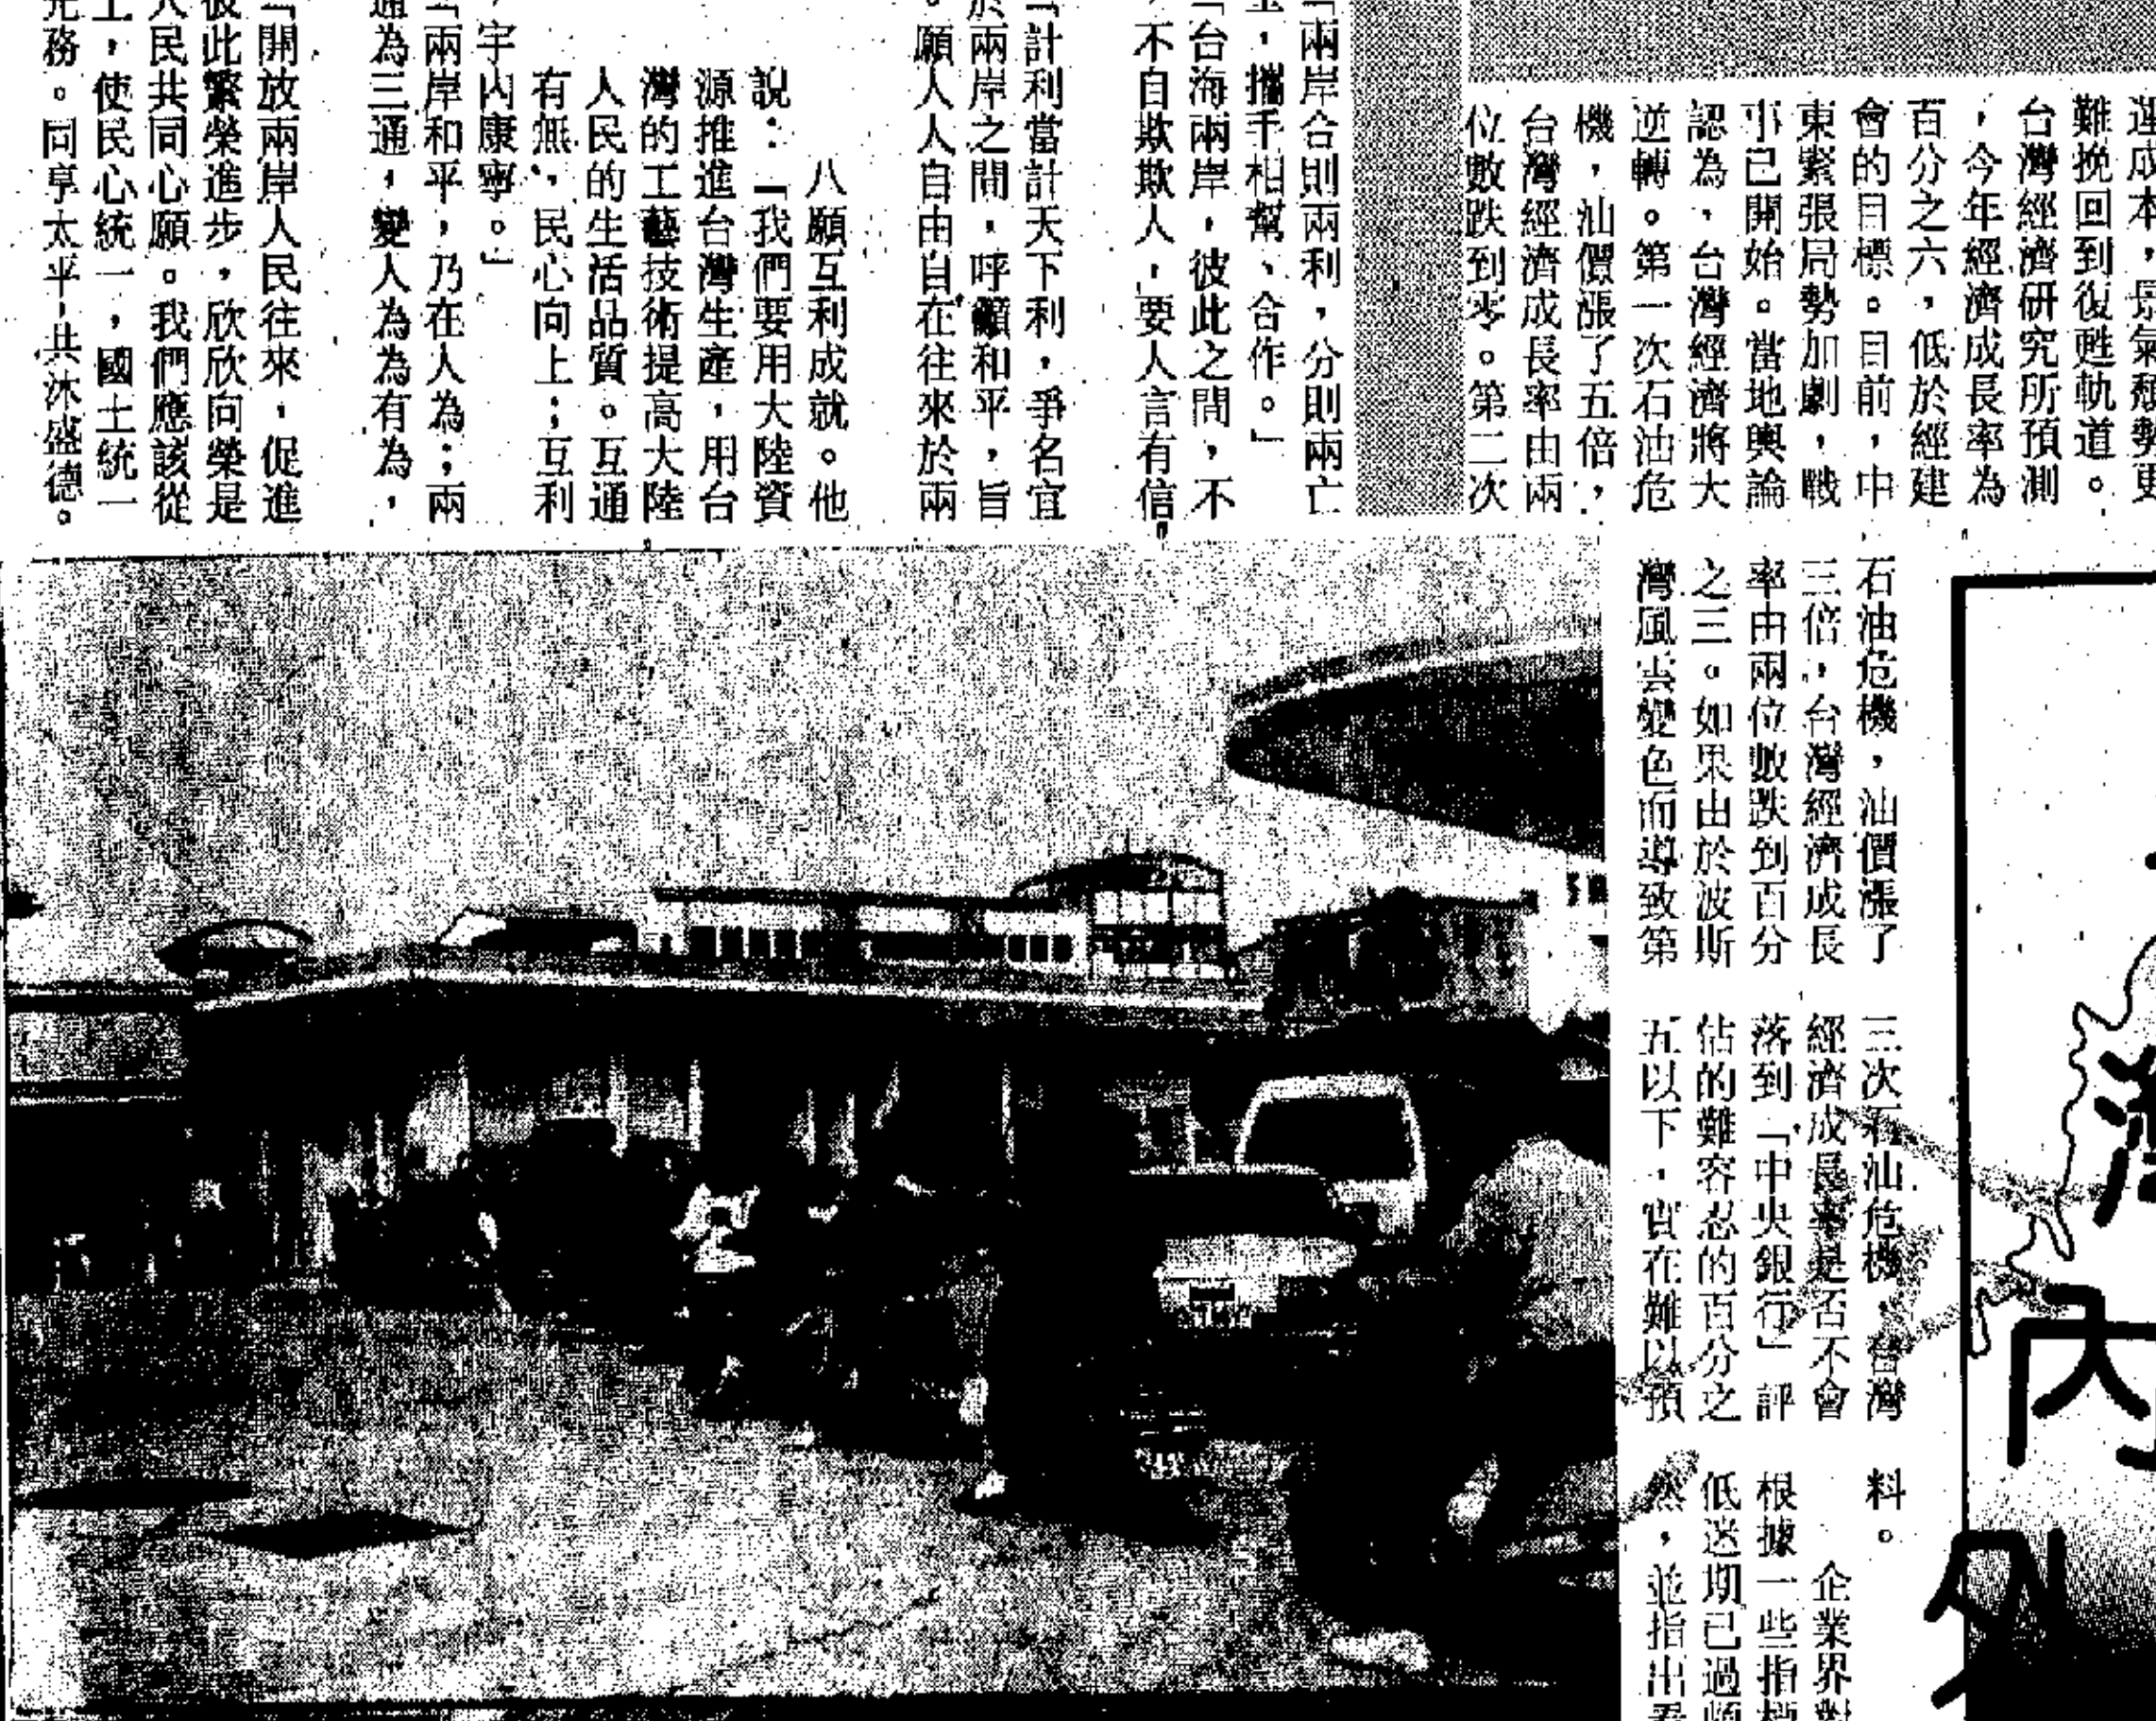 難挽回到復甦軌道。
台灣經濟研究所預測
，今年經濟成長率為
百分之六，低於經建
會的目標。目前，中
東緊張局勢加劇，戰
事已開始。當地輿論
認為，台灣經濟將大
逆轉。第一次石油危
機，油價漲了五倍，
台灣經濟成長率由兩
位數跌到零。第二次
石油危機，油價漲了
三倍，台灣經濟成長
率由兩位數跌到百分
之三。如果由於波斯
灣風雲變色而導致第
三次石油危機，台灣
經濟成長率是否不會
落到「中央銀行」評
佔的難容忍的百分之
五以下，實在難以預
料。
企業界對
根據一些指標
低迷期已過
然，並指出
「兩岸合則兩利，分則兩亡
，攜手相幫、合作。」
「台海兩岸，彼此之間，不
，不自欺欺人，要人言有信
「計利當計天下利，爭名宜
於兩岸之間，呼籲和平，旨
。願人人自由自在往來於兩
八願互利成就。他
說：「我們要用大陸資
源推進台灣生產，用台
灣的工藝技術提高大陸
人民的生活品質。互通
有無，民心向上；互利
，宇內康寧。」
「兩岸和平，乃在人為；兩
通為三通，變人為為有為，
「開放兩岸人民往來，促進
彼此繁榮進步，欣欣向榮是
人民共同心願。我們應該從
，使民心統一，國土統一
務。同享太平，共沐盛德。
灣
內
外